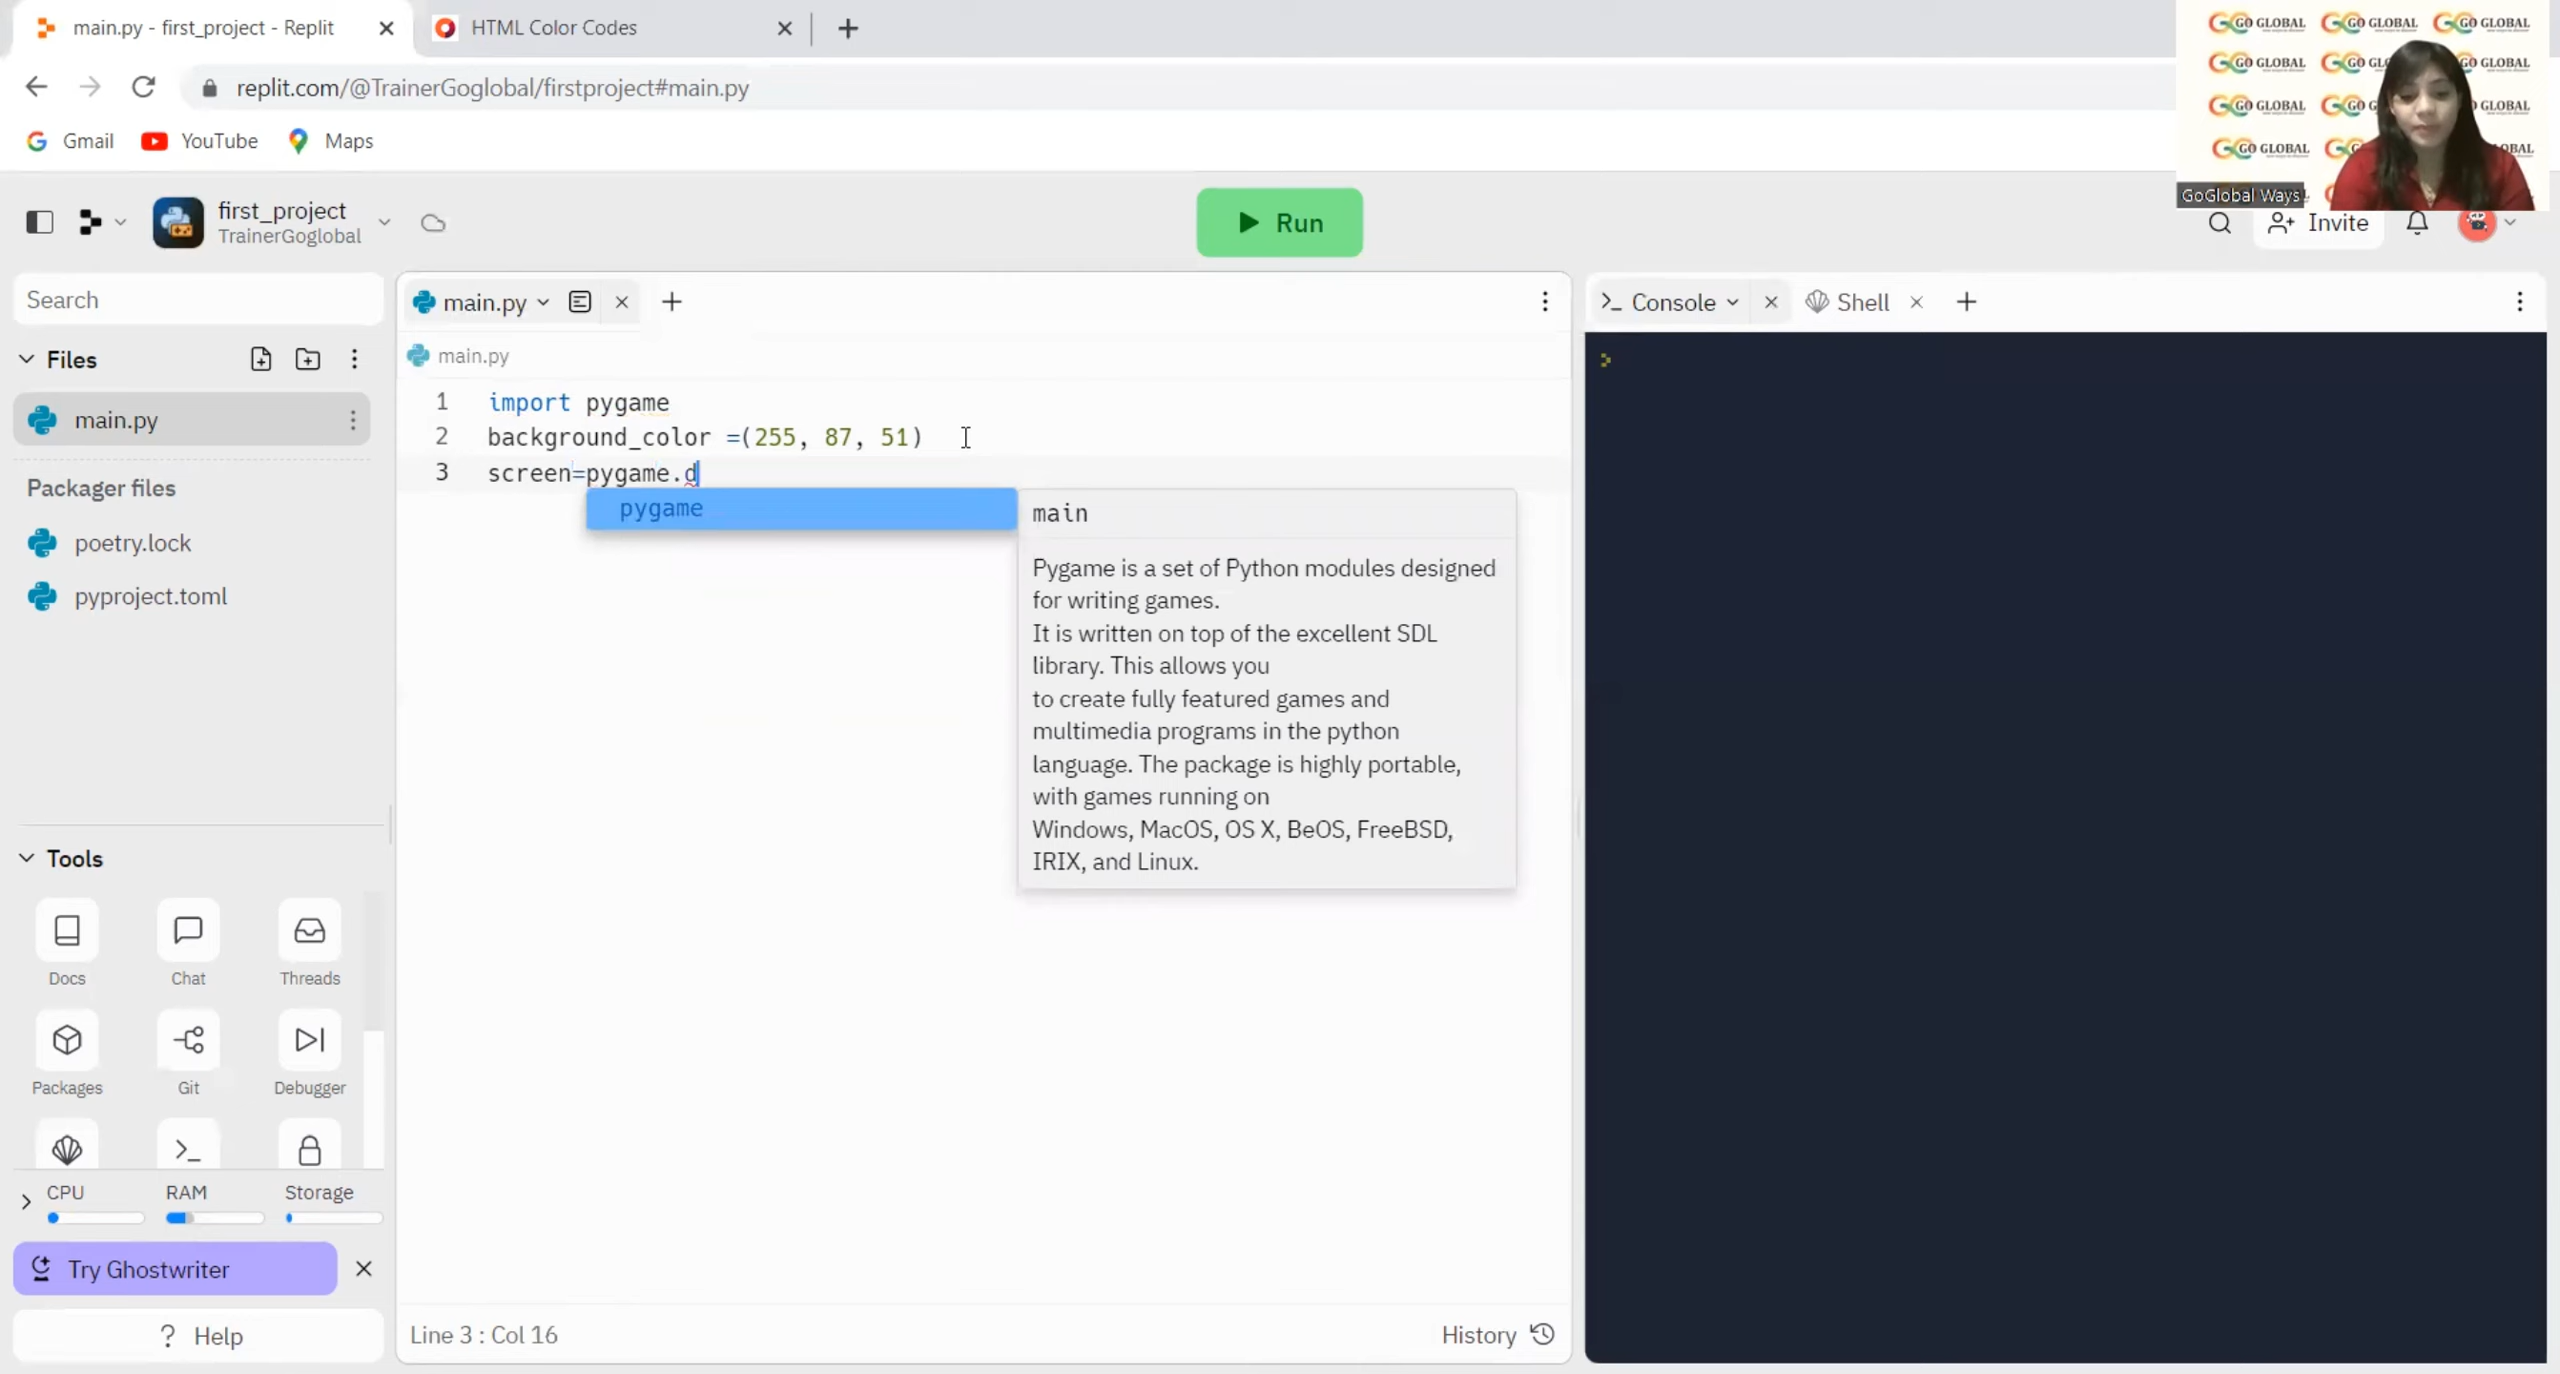 main.py - first_project - Replit
HTML Color Codes
replit.com/@TrainerGoglobal/firstproject#main.py
Gmail
YouTube
Maps
GO GLOBAL GO GLOBAL GO GLOBAL
GO GLOBAL GO GL GO GLOBAL
GO GLOBAL GO G GLOBAL
GO GLOBAL OBAL
GoGlobal Ways
first_project
TrainerGoglobal
Run
Invite
Search
main.py
Console
Shell
Files
main.py
main.py
1 import pygame
2 background_color =(255, 87, 51)
3 screen=pygame.d
pygame
main
Pygame is a set of Python modules designed
for writing games.
It is written on top of the excellent SDL
library. This allows you
to create fully featured games and
multimedia programs in the python
language. The package is highly portable,
with games running on
Windows, MacOS, OS X, BeOS, FreeBSD,
IRIX, and Linux.
Packager files
poetry.lock
pyproject.toml
Tools
Docs
Chat
Threads
Packages
Git
Debugger
CPU
RAM
Storage
Try Ghostwriter
? Help
Line 3 : Col 16
History